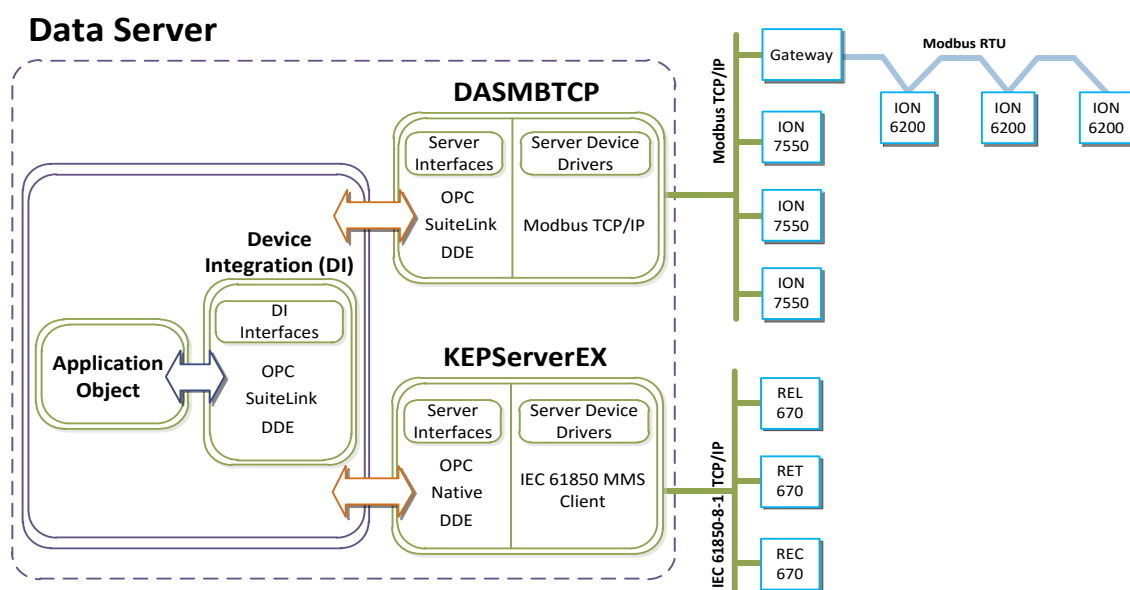 Data Server
DASMBTCP
Server
Interfaces
OPC
SuiteLink
DDE
Server Device
Drivers
Modbus TCP/IP
Device
Integration (DI)
DI
Interfaces
OPC
SuiteLink
DDE
Application
Object
KEPServerEX
Server
Interfaces
OPC
Native
DDE
Server Device
Drivers
IEC 61850 MMS
Client
Modbus TCP/IP
Gateway
Modbus RTU
ION
6200
ION
6200
ION
6200
ION
7550
ION
7550
ION
7550
IEC 61850-8-1 TCP/IP
REL
670
RET
670
REC
670